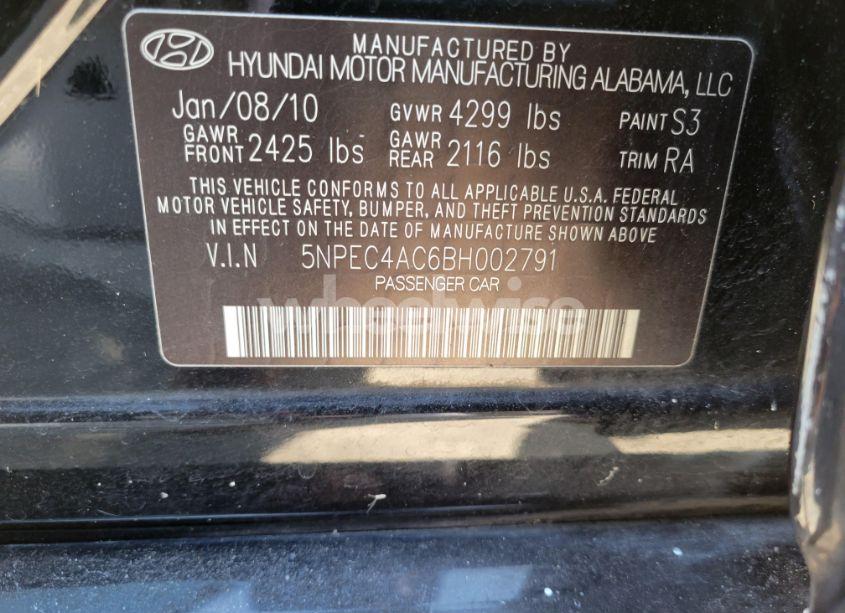 MANUFACTURED BY
HYUNDAI MOTOR MANUFACTURING ALABAMA, LLC
Jan/08/10 GVWR 4299 lbs PAINT S3
GAWR FRONT 2425 lbs GAWR REAR 2116 lbs TRIM RA
THIS VEHICLE CONFORMS TO ALL APPLICABLE U.S.A. FEDERAL
MOTOR VEHICLE SAFETY, BUMPER, AND THEFT PREVENTION STANDARDS
IN EFFECT ON THE DATE OF MANUFACTURE SHOWN ABOVE
V.I.N 5NPEC4AC6BH002791
PASSENGER CAR
wheelwise